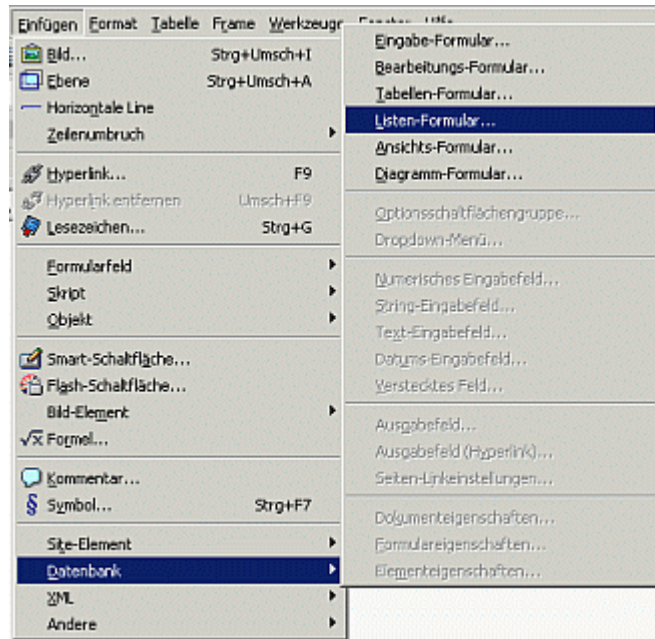 Einfügen Format Tabelle Frame Werkzeuge Fenster Hilfe
Bild... Strg+Umsch+I
Ebene Strg+Umsch+A
Horizontale Line
Zeilenumbruch
Hyperlink... F9
Hyperlink entfernen Umsch+F9
Lesezeichen... Strg+G
Formularfeld
Skript
Objekt
Smart-Schaltfläche...
Flash-Schaltfläche...
Bild-Element
Formel...
Kommentar...
Symbol... Strg+F7
Site-Element
Datenbank
XML
Andere
Eingabe-Formular...
Bearbeitungs-Formular...
Tabellen-Formular...
Listen-Formular...
Ansichts-Formular...
Diagramm-Formular...
Optionsschaltflächengruppe...
Dropdown-Menü...
Numerisches Eingabefeld...
String-Eingabefeld...
Text-Eingabefeld...
Datums-Eingabefeld...
Verstecktes Feld...
Ausgabefeld...
Ausgabefeld (Hyperlink)...
Seiten-Linkeinstellungen...
Dokumenteigenschaften...
Formulareigenschaften...
Elementeigenschaften...